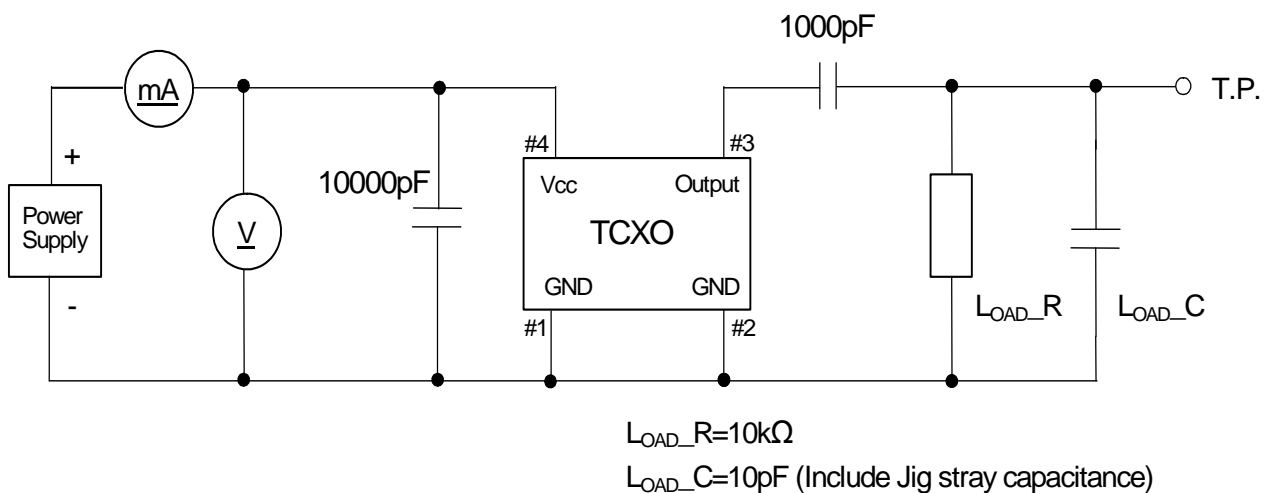 1000pF
mA
T.P.
#4
#3
+
10000pF
Vcc
Output
Power
Supply
V
TCXO
-
GND
GND
#1
#2
LOAD_R
LOAD_C
LOAD_R=10kΩ
LOAD_C=10pF (Include Jig stray capacitance)